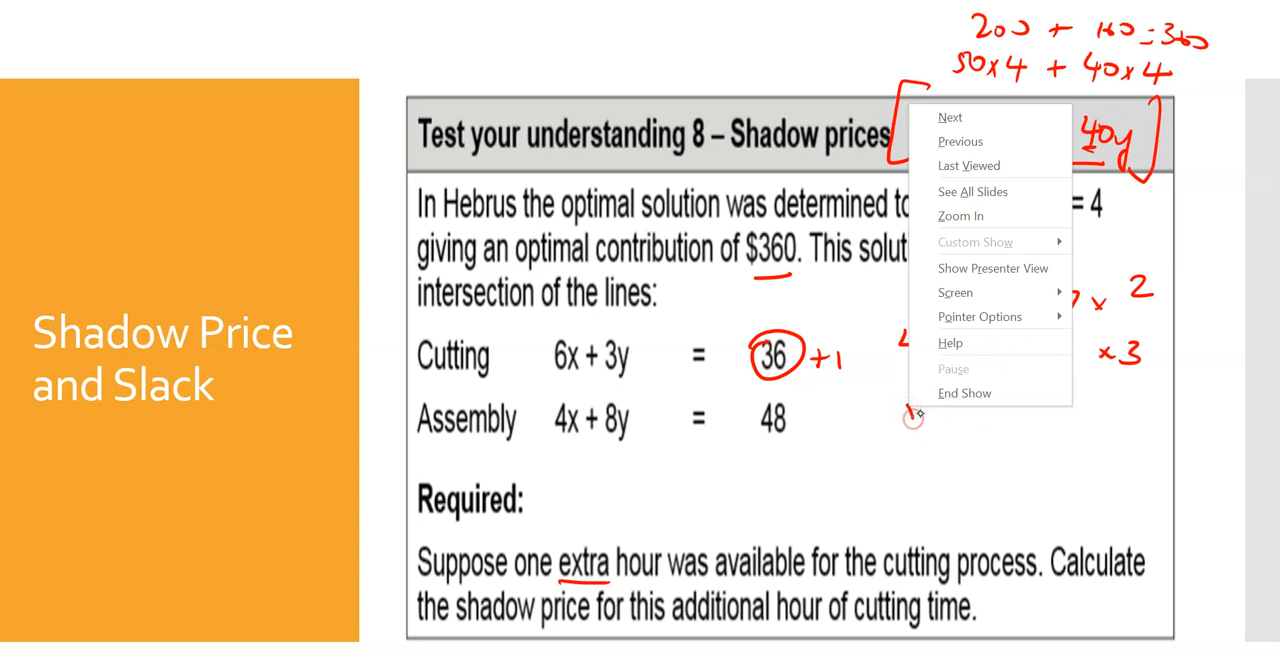 200 + 160 = 360
50x4 + 40x4
Test your understanding 8 – Shadow prices
40y
In Hebrus the optimal solution was determined to = 4
giving an optimal contribution of $360. This solut
intersection of the lines:
Cutting 6x + 3y = 36 +1
Assembly 4x + 8y = 48
x 2
x3
Required:
Suppose one extra hour was available for the cutting process. Calculate
the shadow price for this additional hour of cutting time.
Shadow Price
and Slack
Next
Previous
Last Viewed
See All Slides
Zoom In
Custom Show
Show Presenter View
Screen
Pointer Options
Help
Pause
End Show